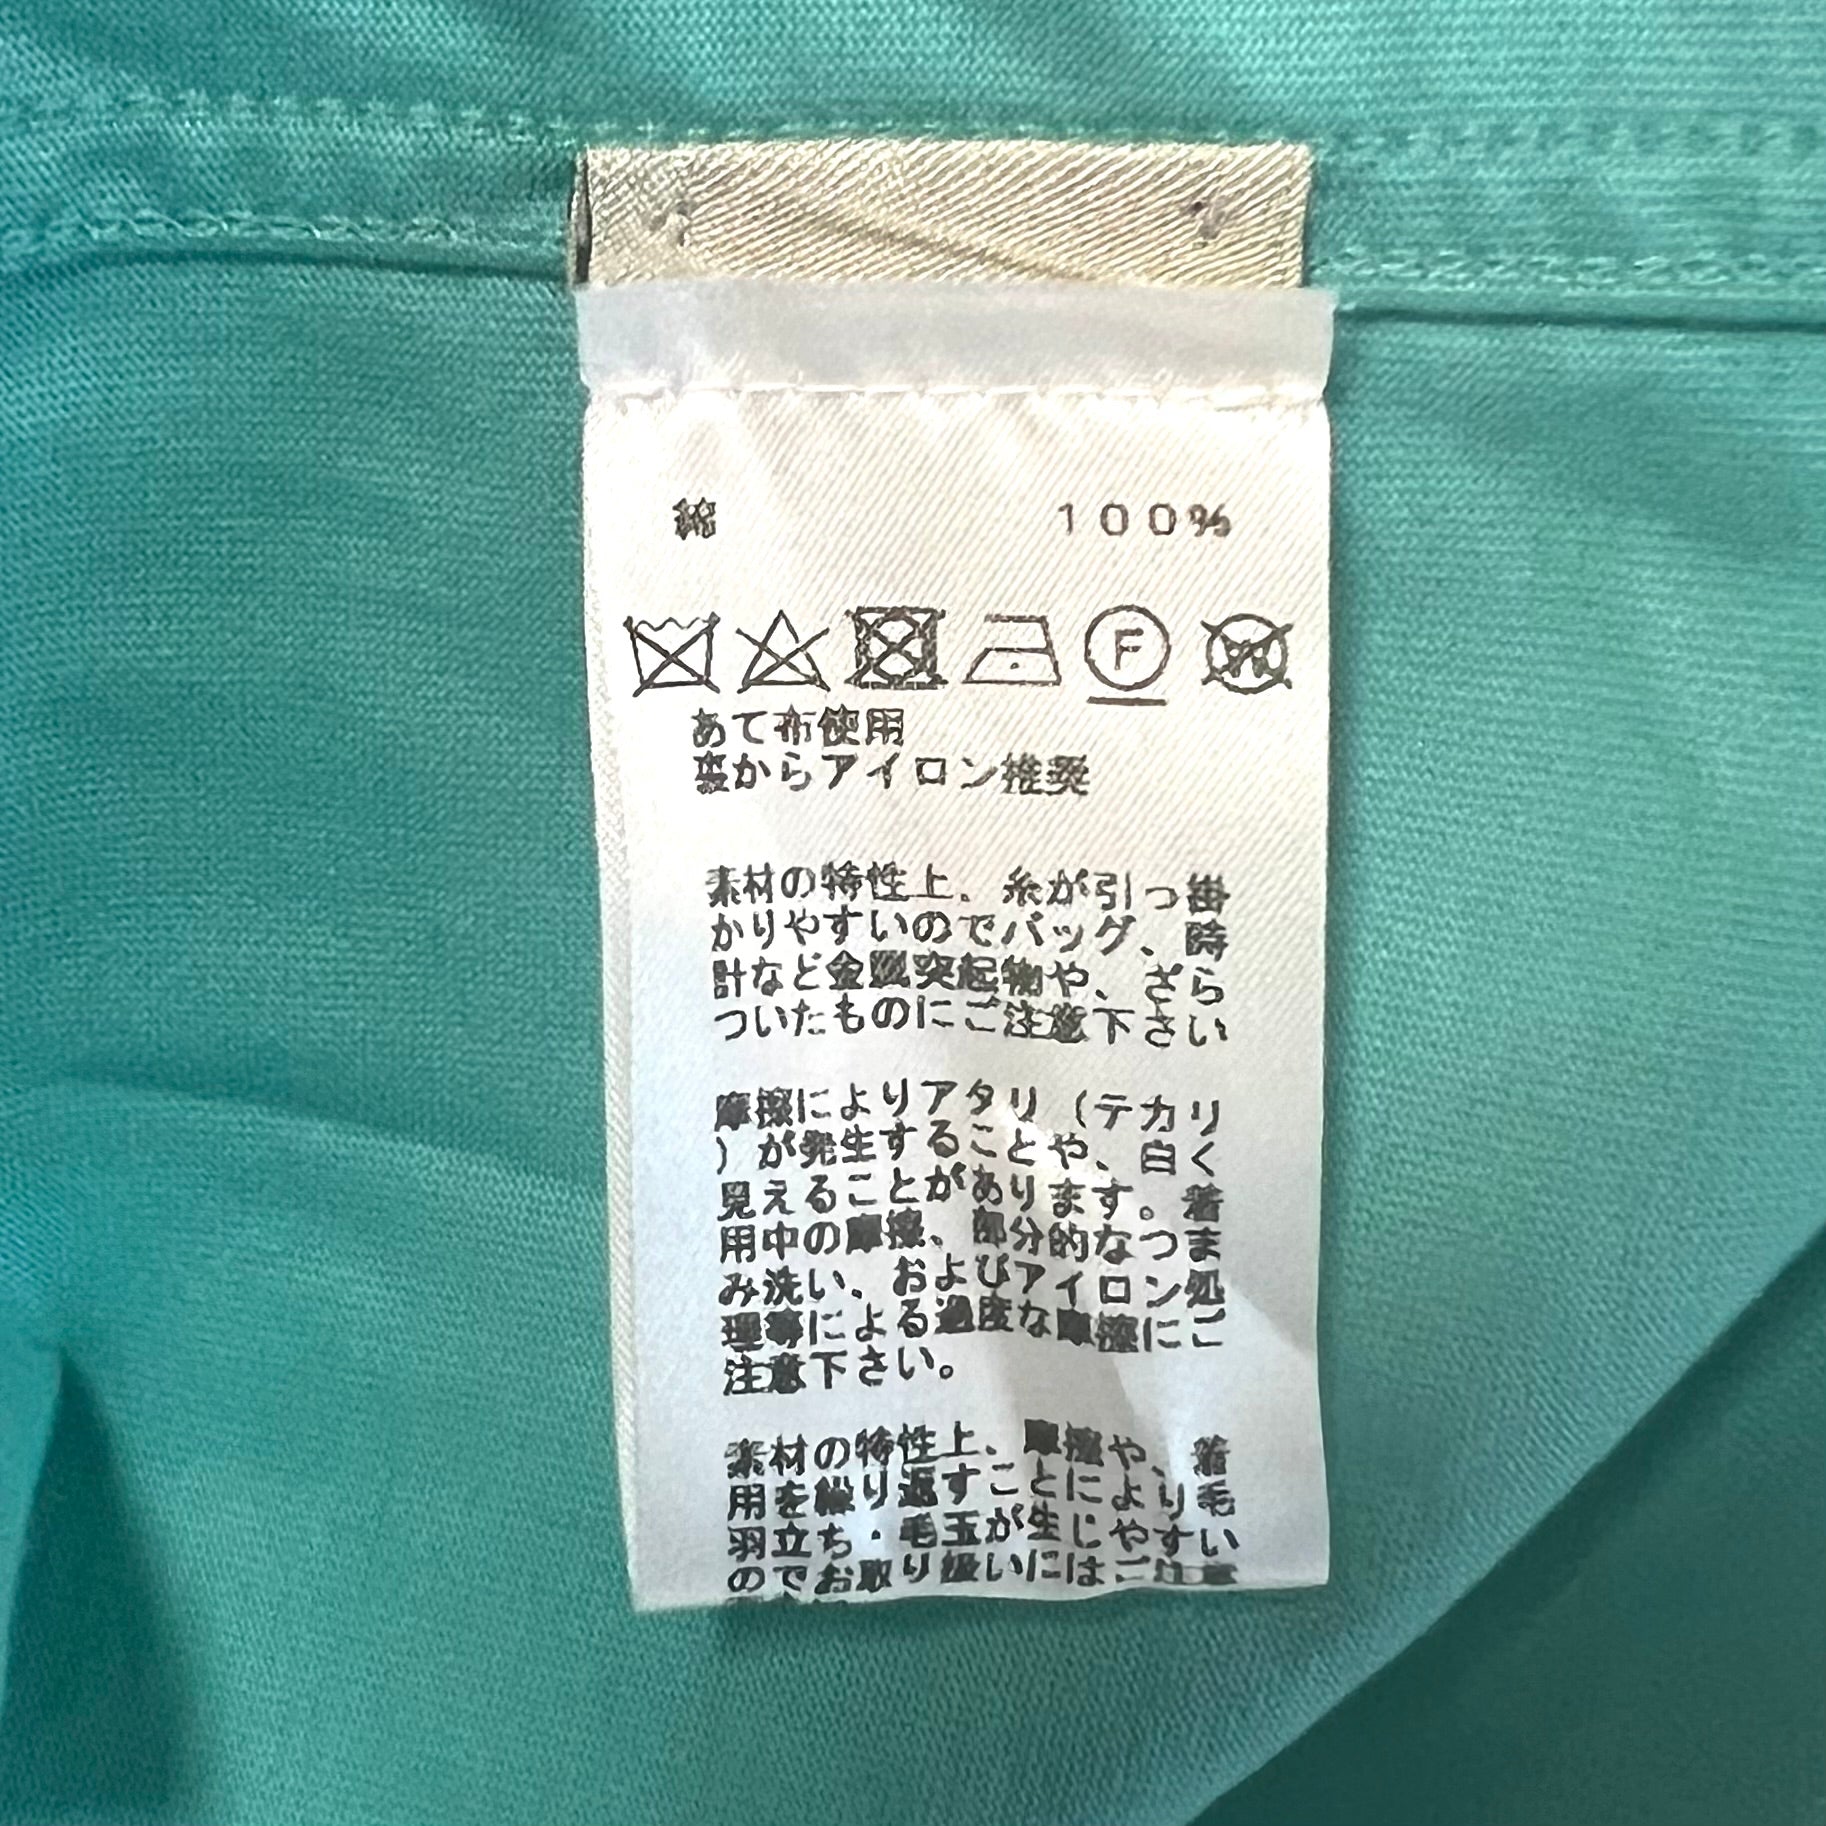 綿 100%
F W
あて布使用
裏からアイロン推奨
素材の特性上、糸が引っ掛
かりやすいのでバッグ、時
計など金属突起物や、ざら
ついたものにご注意下さい
摩擦によりアタリ（テカリ
）が発生することや、白く
見えることがあります。着
用中の摩擦、部分的なつま
み洗い、およびアイロン処
理等による過度な摩擦にご
注意下さい。
素材の特性上、摩擦や、着
用を繰り返すことにより毛
羽立ち・毛玉が生じやすい
のでお取り扱いにはご注意